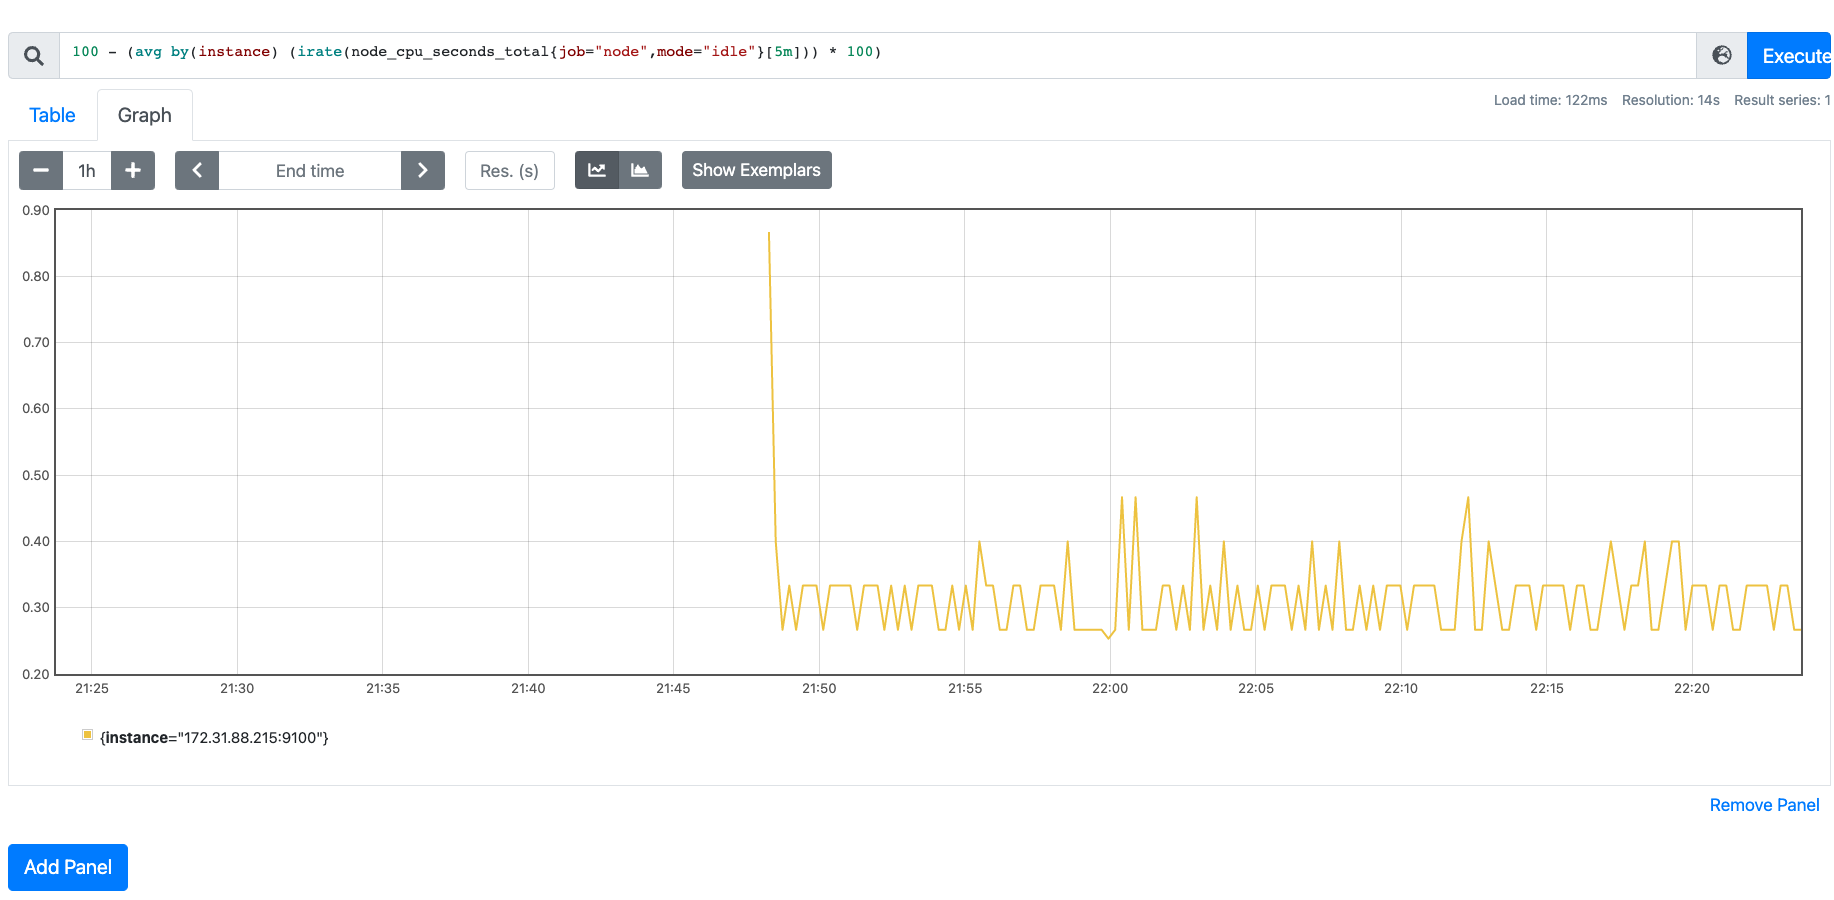 100 - (avg by(instance) (irate(node_cpu_seconds_total{job="node",mode="idle"}[5m])) * 100)
Execute
Load time: 122ms Resolution: 14s Result series: 1
Table Graph
1h End time Res. (s) Show Exemplars
0.90
0.80
0.70
0.60
0.50
0.40
0.30
0.20
21:25 21:30 21:35 21:40 21:45 21:50 21:55 22:00 22:05 22:10 22:15 22:20
{instance="172.31.88.215:9100"}
Remove Panel
Add Panel